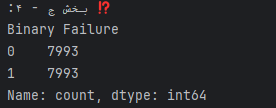 ⁉️ بخش ج - ۴:
Binary Failure
0    7993
1    7993
Name: count, dtype: int64